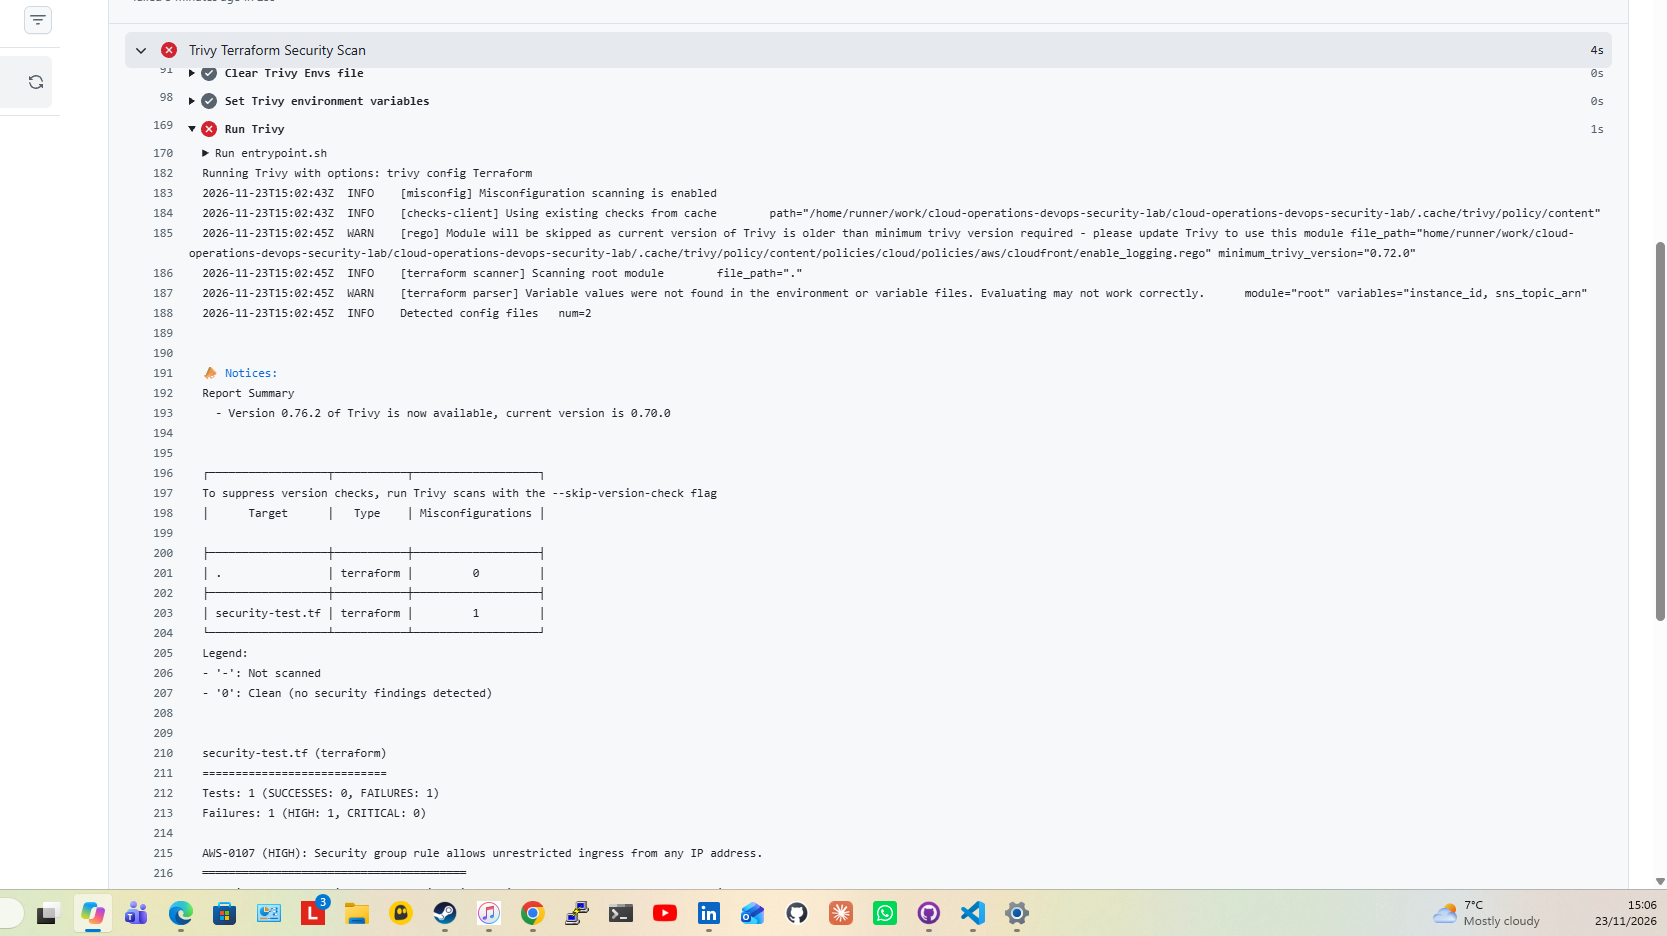 Trivy Terraform Security Scan 4s
91 Clear Trivy Envs file 0s
98 Set Trivy environment variables 0s
169 Run Trivy 1s
170 Run entrypoint.sh
182 Running Trivy with options: trivy config Terraform
183 2026-11-23T15:02:43Z INFO [misconfig] Misconfiguration scanning is enabled
184 2026-11-23T15:02:43Z INFO [checks-client] Using existing checks from cache path="/home/runner/work/cloud-operations-devops-security-lab/cloud-operations-devops-security-lab/.cache/trivy/policy/content"
185 2026-11-23T15:02:45Z WARN [rego] Module will be skipped as current version of Trivy is older than minimum trivy version required - please update Trivy to use this module file_path="home/runner/work/cloud-
operations-devops-security-lab/cloud-operations-devops-security-lab/.cache/trivy/policy/content/policies/cloud/policies/aws/cloudfront/enable_logging.rego" minimum_trivy_version="0.72.0"
186 2026-11-23T15:02:45Z INFO [terraform scanner] Scanning root module file_path="."
187 2026-11-23T15:02:45Z WARN [terraform parser] Variable values were not found in the environment or variable files. Evaluating may not work correctly. module="root" variables="instance_id, sns_topic_arn"
188 2026-11-23T15:02:45Z INFO Detected config files num=2
189
190
191 Notices:
192 Report Summary
193 - Version 0.76.2 of Trivy is now available, current version is 0.70.0
194
195
196
197 To suppress version checks, run Trivy scans with the --skip-version-check flag
198 │ Target │ Type │ Misconfigurations │
199
200
201 │ . │ terraform │ 0 │
202
203 │ security-test.tf │ terraform │ 1 │
204
205 Legend:
206 - '-': Not scanned
207 - '0': Clean (no security findings detected)
208
209
210 security-test.tf (terraform)
211 ============================
212 Tests: 1 (SUCCESSES: 0, FAILURES: 1)
213 Failures: 1 (HIGH: 1, CRITICAL: 0)
214
215 AWS-0107 (HIGH): Security group rule allows unrestricted ingress from any IP address.
216 ════════════════════════════════════════
L 3
in
7°C
Mostly cloudy
15:06
23/11/2026